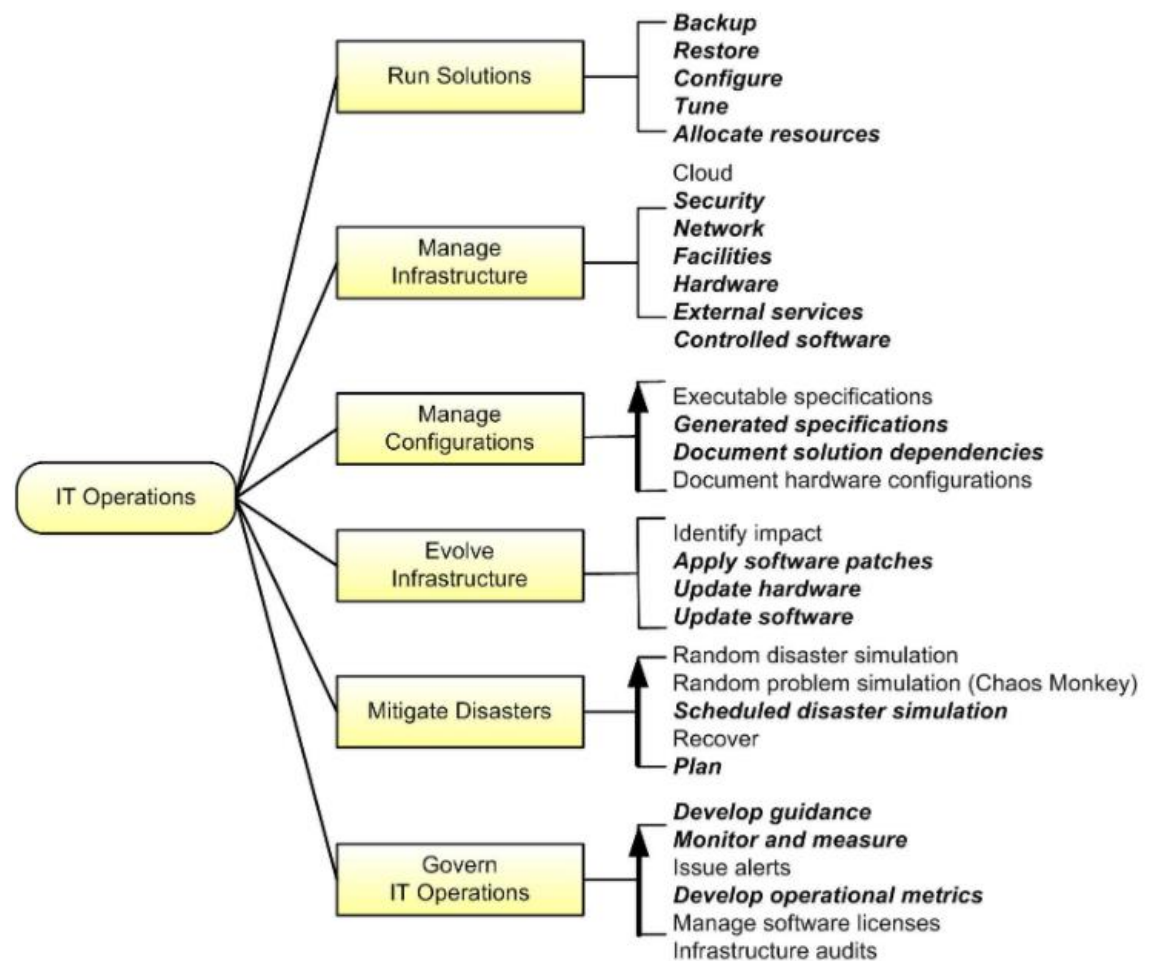 Run Solutions
Backup
Restore
Configure
Tune
Allocate resources
Manage
Infrastructure
Cloud
Security
Network
Facilities
Hardware
External services
Controlled software
Manage
Configurations
Executable specifications
Generated specifications
Document solution dependencies
Document hardware configurations
IT Operations
Evolve
Infrastructure
Identify impact
Apply software patches
Update hardware
Update software
Mitigate Disasters
Random disaster simulation
Random problem simulation (Chaos Monkey)
Scheduled disaster simulation
Recover
Plan
Govern
IT Operations
Develop guidance
Monitor and measure
Issue alerts
Develop operational metrics
Manage software licenses
Infrastructure audits